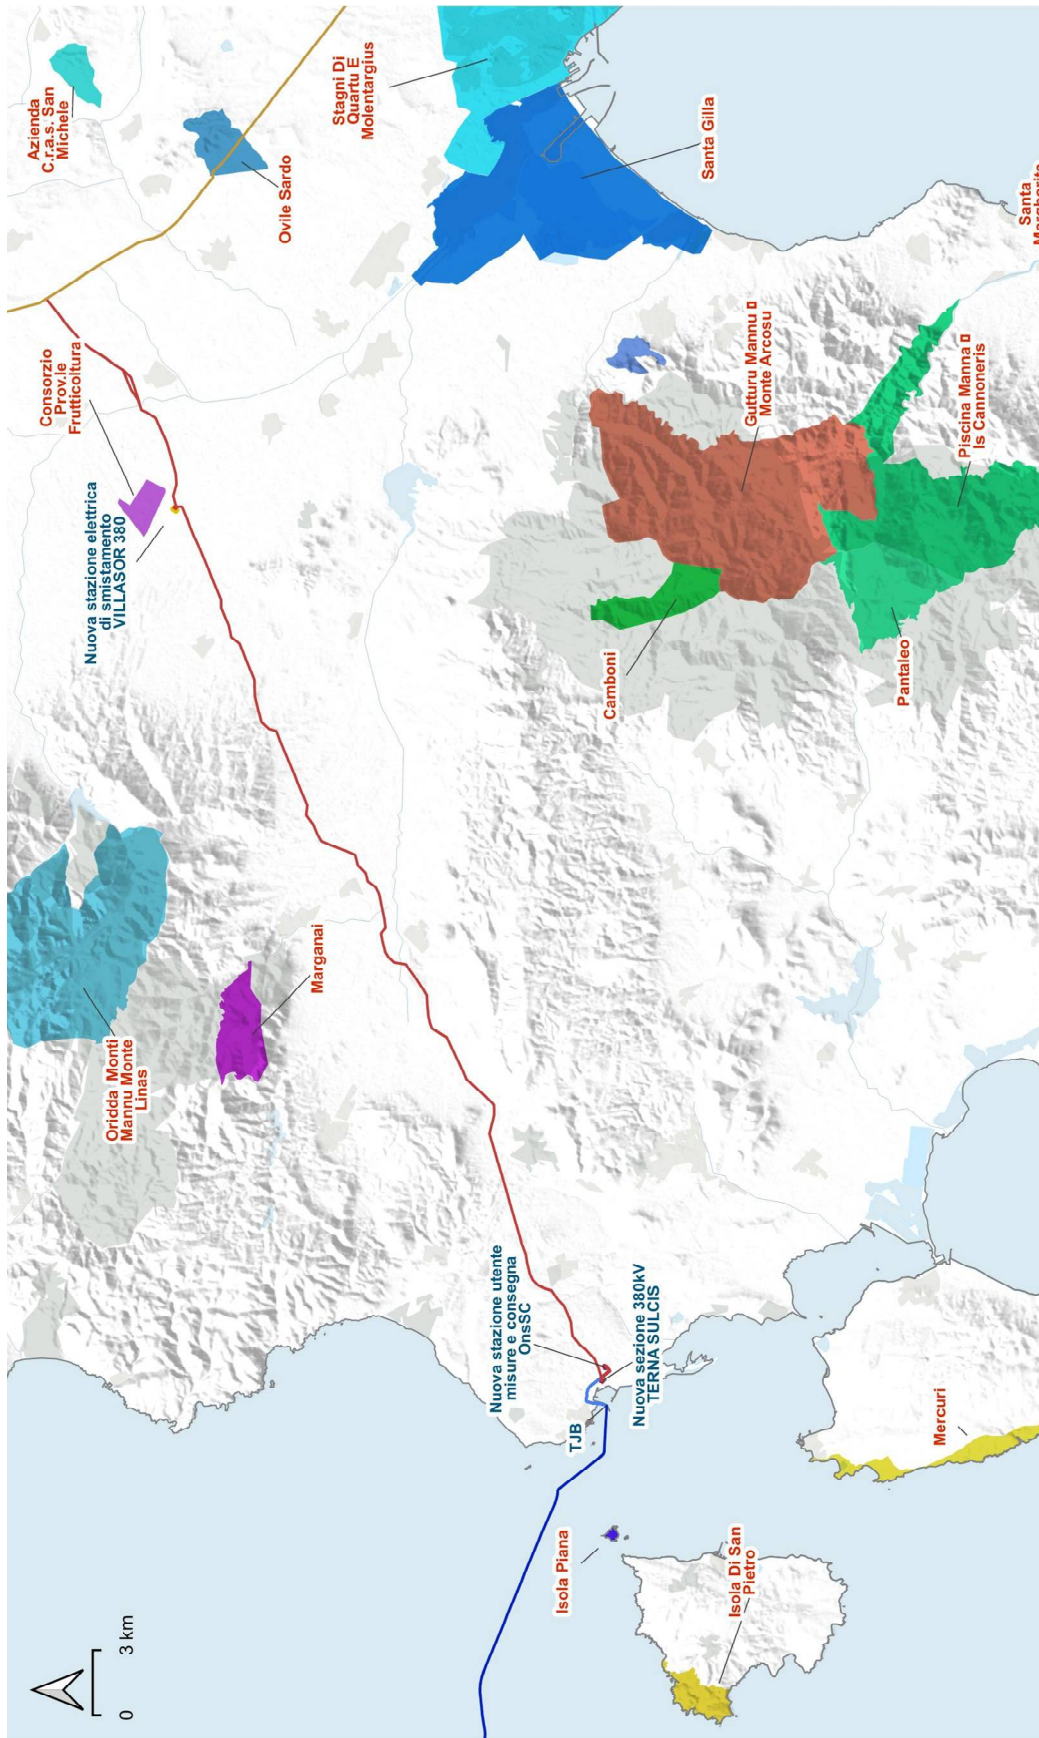 Azienda
C.r.a.s. San
Michele
Ovile Sardo
Stagni Di
Quartu E
Molentargius
Santa Gilla
Santa
Consorzio
Prov.le
Frutticoltura
Nuova stazione elettrica
di smistamento
VILLASOR 380
Gutturu Mannu
Monte Arcosu
Piscina Manna
Is Cannoneris
Camboni
Pantaleo
Oridda Monti
Mannu Monte
Linas
Marganai
Nuova stazione utente
misure e consegna
OnsSC
Nuova sezione 380kV
TERNA SULCIS
TJB
Isola Piana
Isola Di San
Pietro
Mercuri
0 3 km